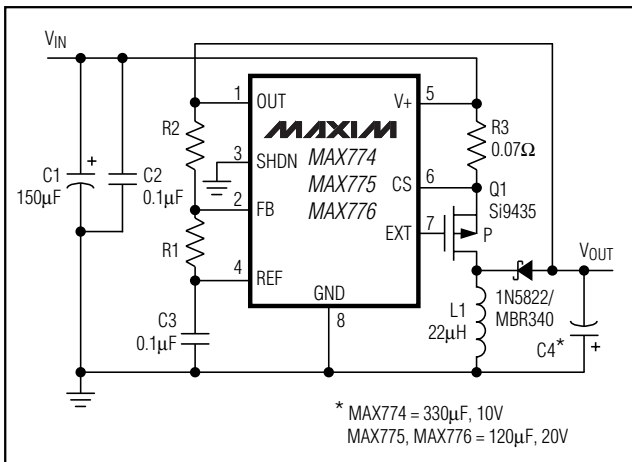 VIN
1 OUT
V+ 5
R2
MAXIM
R3
0.07Ω
3 SHDN
MAX774
C1 +
150µF
C2
0.1µF
MAX775
CS 6
Q1
Si9435
2 FB
MAX776
EXT 7
P
VOUT
R1
4 REF
GND
8
1N5822/
MBR340
L1
22µH
C3
0.1µF
C4*
+
* MAX774 = 330µF, 10V
MAX775, MAX776 = 120µF, 20V